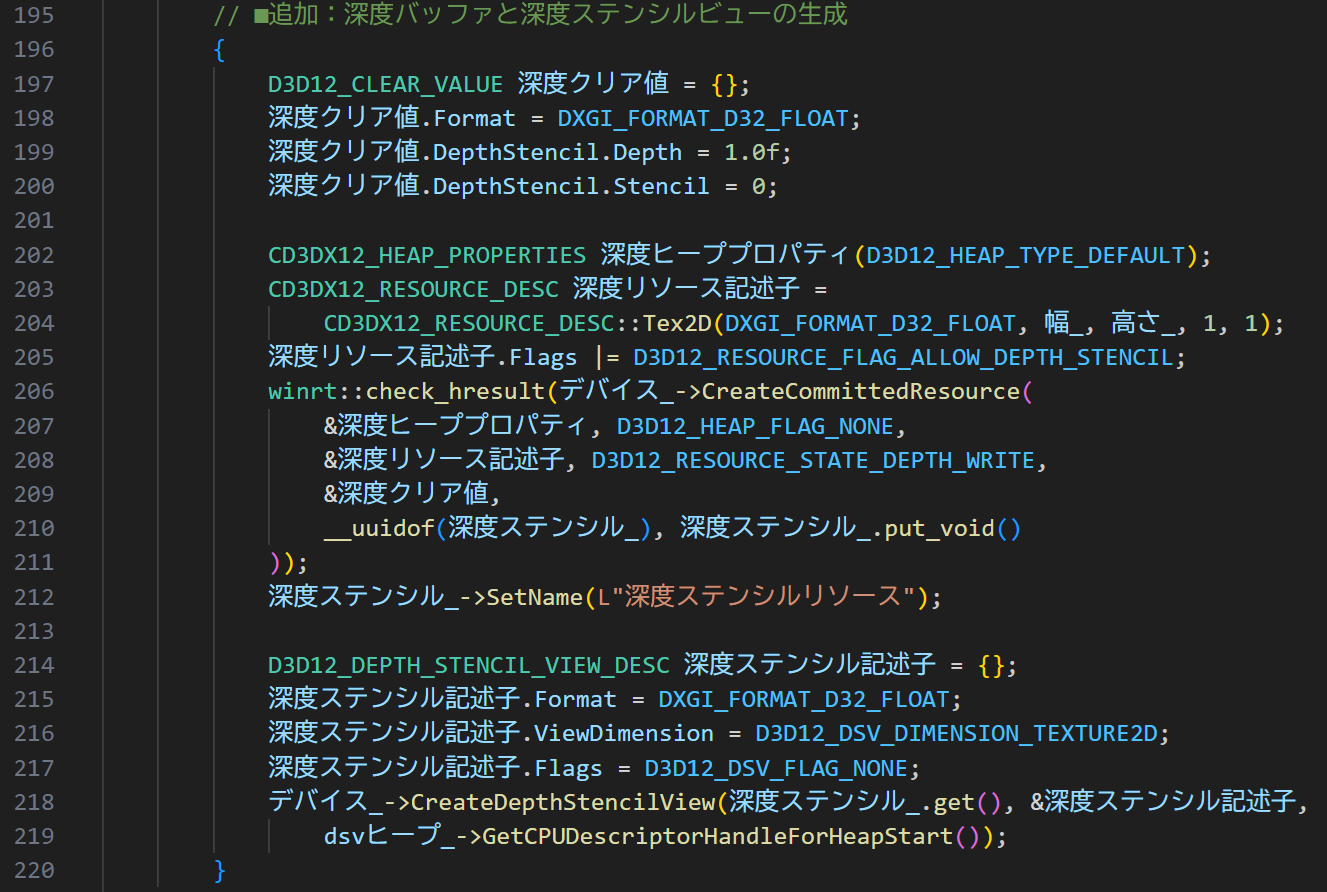 195 // ■追加：深度バッファと深度ステンシルビューの生成
196 {
197 D3D12_CLEAR_VALUE 深度クリア値 = {};
198 深度クリア値.Format = DXGI_FORMAT_D32_FLOAT;
199 深度クリア値.DepthStencil.Depth = 1.0f;
200 深度クリア値.DepthStencil.Stencil = 0;
201
202 CD3DX12_HEAP_PROPERTIES 深度ヒーププロパティ(D3D12_HEAP_TYPE_DEFAULT);
203 CD3DX12_RESOURCE_DESC 深度リソース記述子 =
204 CD3DX12_RESOURCE_DESC::Tex2D(DXGI_FORMAT_D32_FLOAT, 幅_, 高さ_, 1, 1);
205 深度リソース記述子.Flags |= D3D12_RESOURCE_FLAG_ALLOW_DEPTH_STENCIL;
206 winrt::check_hresult(デバイス_->CreateCommittedResource(
207 &深度ヒーププロパティ, D3D12_HEAP_FLAG_NONE,
208 &深度リソース記述子, D3D12_RESOURCE_STATE_DEPTH_WRITE,
209 &深度クリア値,
210 __uuidof(深度ステンシル_), 深度ステンシル_.put_void()
211 ));
212 深度ステンシル_->SetName(L"深度ステンシルリソース");
213
214 D3D12_DEPTH_STENCIL_VIEW_DESC 深度ステンシル記述子 = {};
215 深度ステンシル記述子.Format = DXGI_FORMAT_D32_FLOAT;
216 深度ステンシル記述子.ViewDimension = D3D12_DSV_DIMENSION_TEXTURE2D;
217 深度ステンシル記述子.Flags = D3D12_DSV_FLAG_NONE;
218 デバイス_->CreateDepthStencilView(深度ステンシル_.get(), &深度ステンシル記述子,
219 dsvヒープ_->GetCPUDescriptorHandleForHeapStart());
220 }